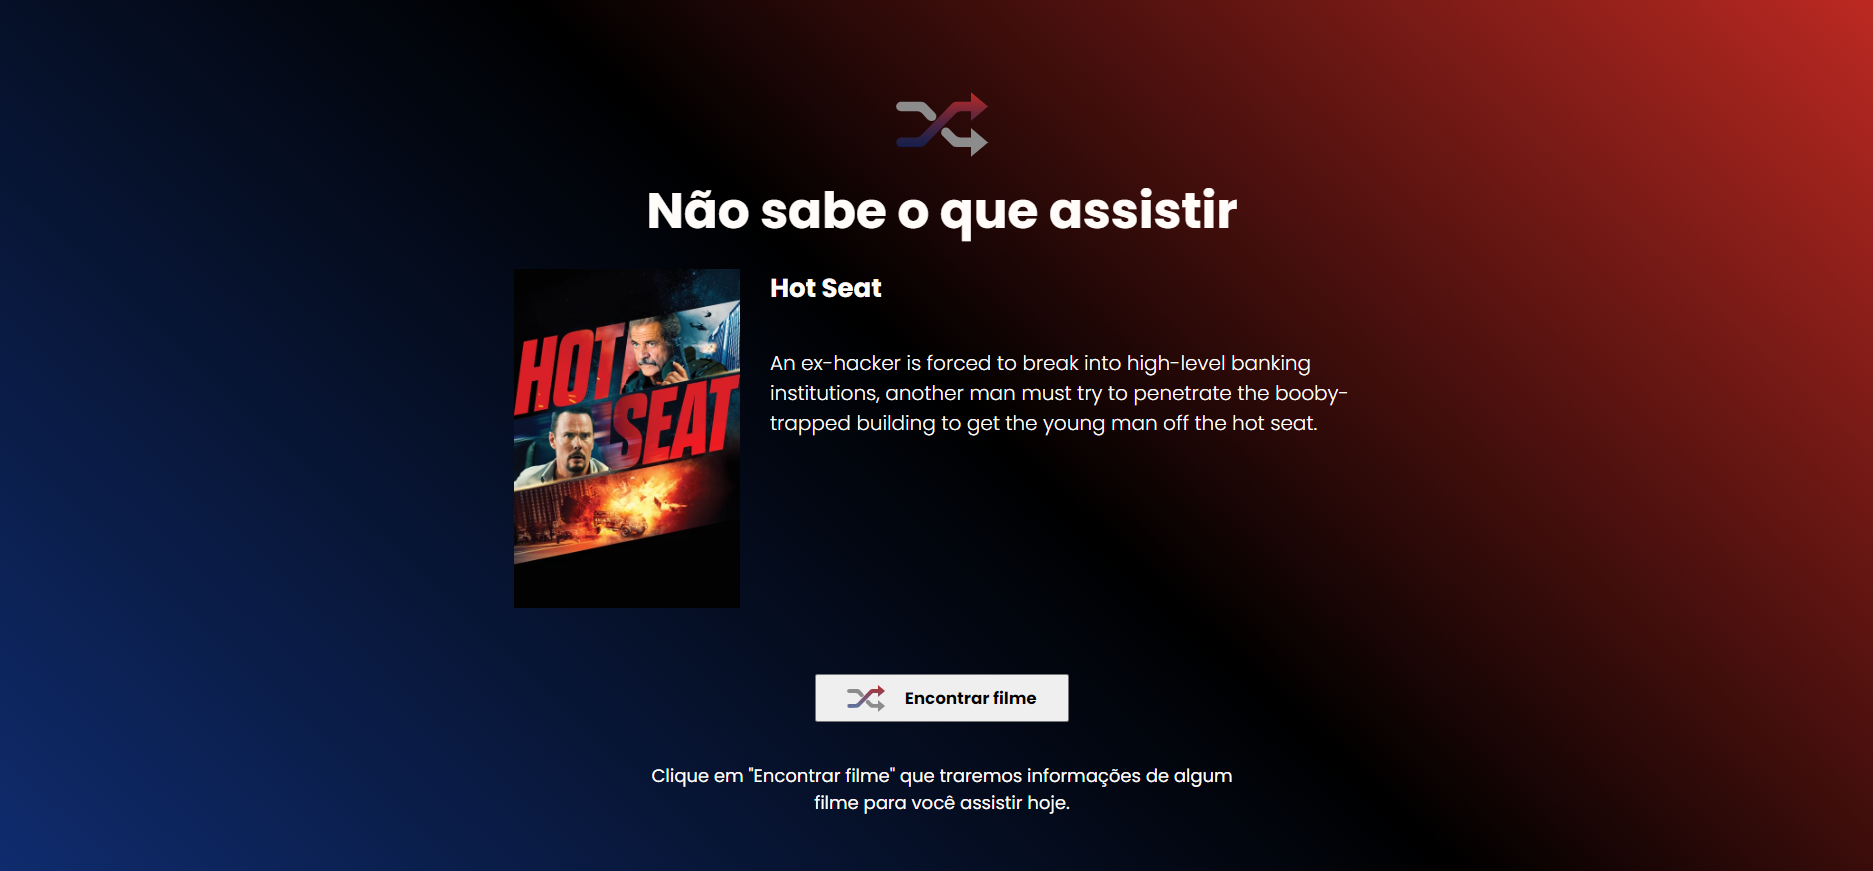 Não sabe o que assistir
HOT
SEAT
Hot Seat
An ex-hacker is forced to break into high-level banking
institutions, another man must try to penetrate the booby-
trapped building to get the young man off the hot seat.
Encontrar filme
Clique em "Encontrar filme" que traremos informações de algum
filme para você assistir hoje.